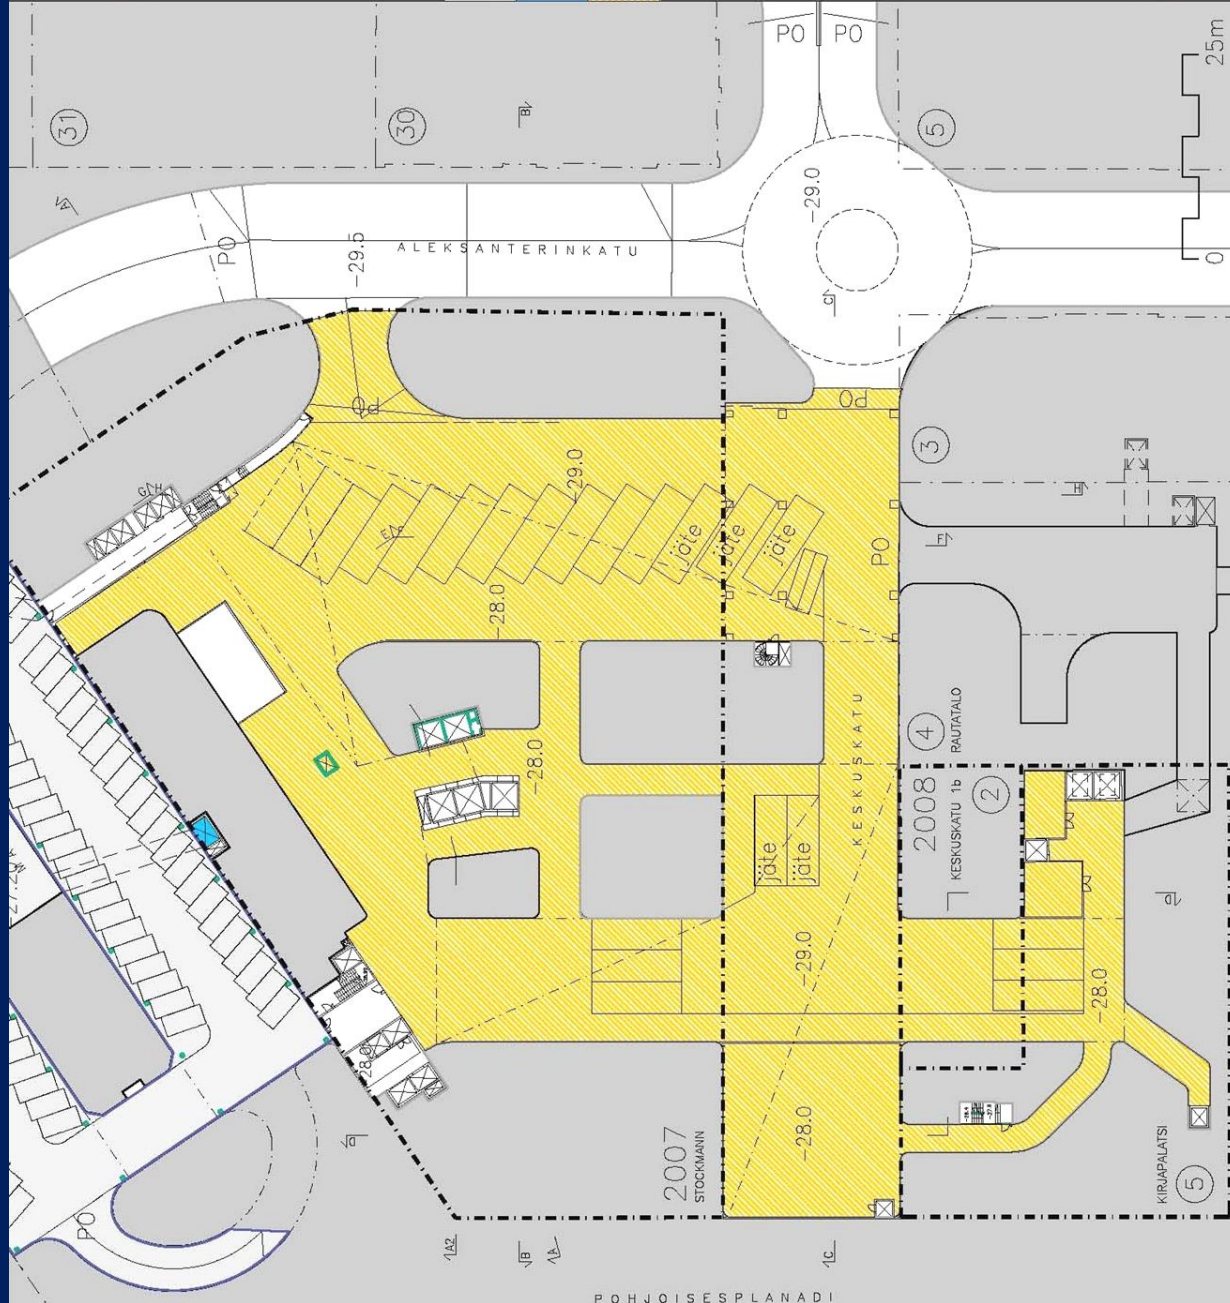 PO
PO
25m
31
30
B
5
-29.0
A
PO
-29.5
ALEKSANTERINKATU
0
C
PO
PO
3
G
H
-29.0
H
E
jäte
jäte
jäte
F
PO
-28.0
KESKUSKATU
4
RAUTATALO
2008
KESKUSKATU 1b
2
-28.0
jäte
jäte
D
-29.0
-28.0
28.0
D
-28.0
2007
STOCKMANN
KIRJAPALATSI
5
PO
A2
B
A
C
POHJOISESPLANADI